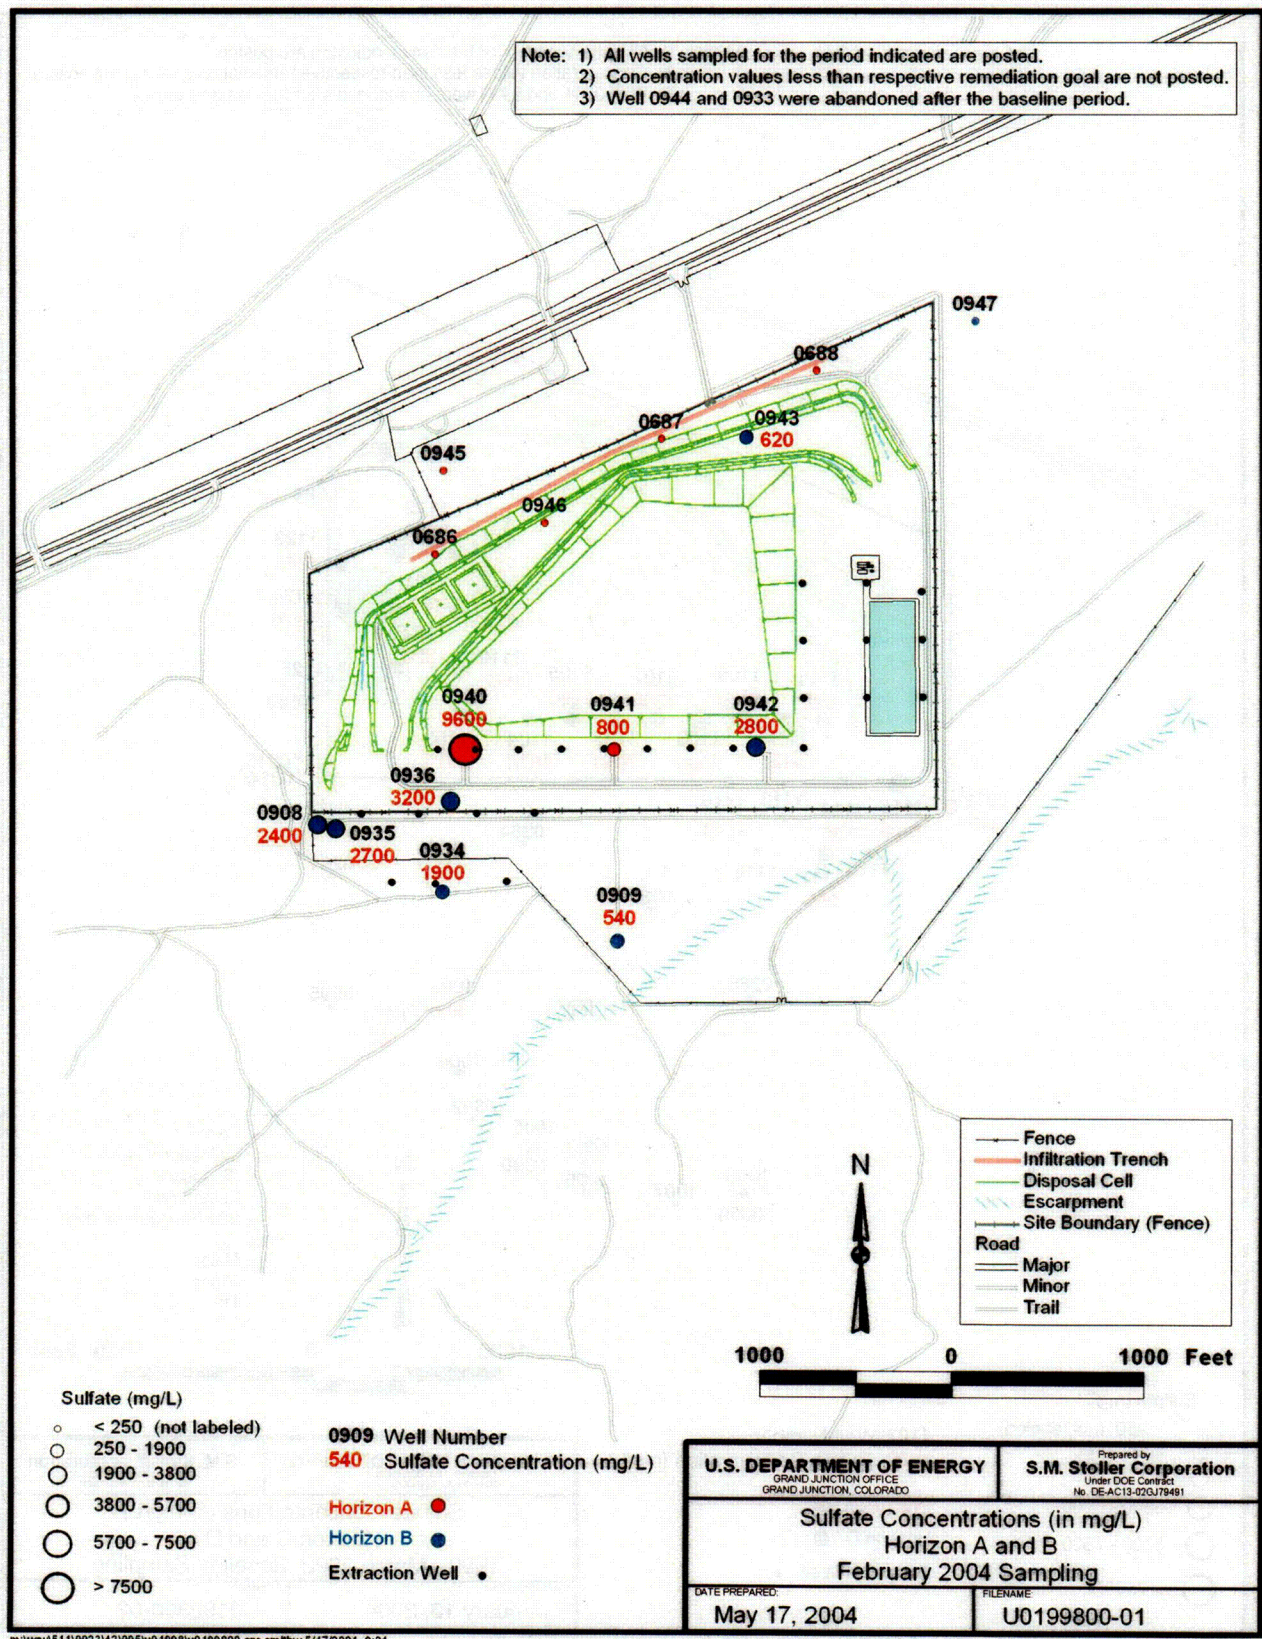 Note: 1) All wells sampled for the period indicated are posted.
2) Concentration values less than respective remediation goal are not posted.
3) Well 0944 and 0933 were abandoned after the baseline period.
0947
0688
0687
0943
620
0945
0946
0686
0940
9600
0941
800
0942
2800
0936
3200
0908
2400
0935
2700
0934
1900
0909
540
Fence
Infiltration Trench
Disposal Cell
Escarpment
Site Boundary (Fence)
Road
Major
Minor
Trail
N
1000 0 1000 Feet
Sulfate (mg/L)
< 250 (not labeled)
250 - 1900
1900 - 3800
3800 - 5700
5700 - 7500
> 7500
0909 Well Number
540 Sulfate Concentration (mg/L)
Horizon A
Horizon B
Extraction Well
U.S. DEPARTMENT OF ENERGY
GRAND JUNCTION OFFICE
GRAND JUNCTION, COLORADO
Prepared by
S.M. Stoller Corporation
Under DOE Contract
No. DE-AC13-02GJ79491
Sulfate Concentrations (in mg/L)
Horizon A and B
February 2004 Sampling
DATE PREPARED:
May 17, 2004
FILENAME:
U0199800-01